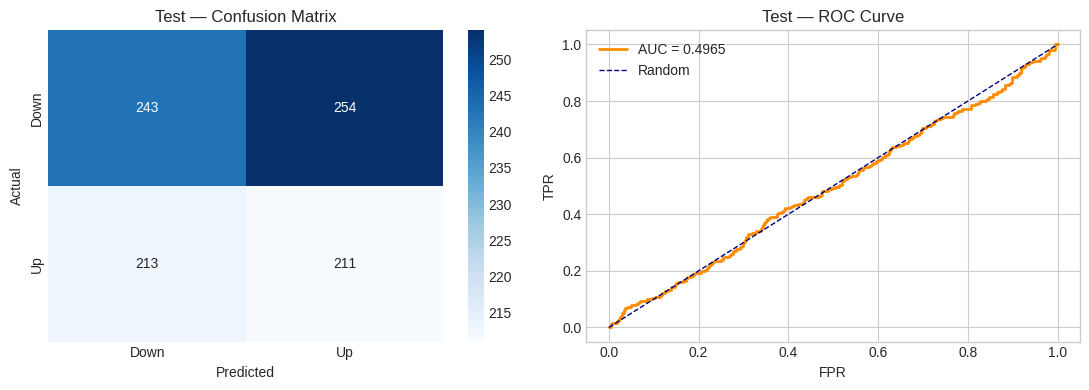 Test — Confusion Matrix
Actual
Down
Up
243
254
213
211
Down
Up
Predicted
250
245
240
235
230
225
220
215
Test — ROC Curve
AUC = 0.4965
Random
TPR
1.0
0.8
0.6
0.4
0.2
0.0
0.0
0.2
0.4
0.6
0.8
1.0
FPR